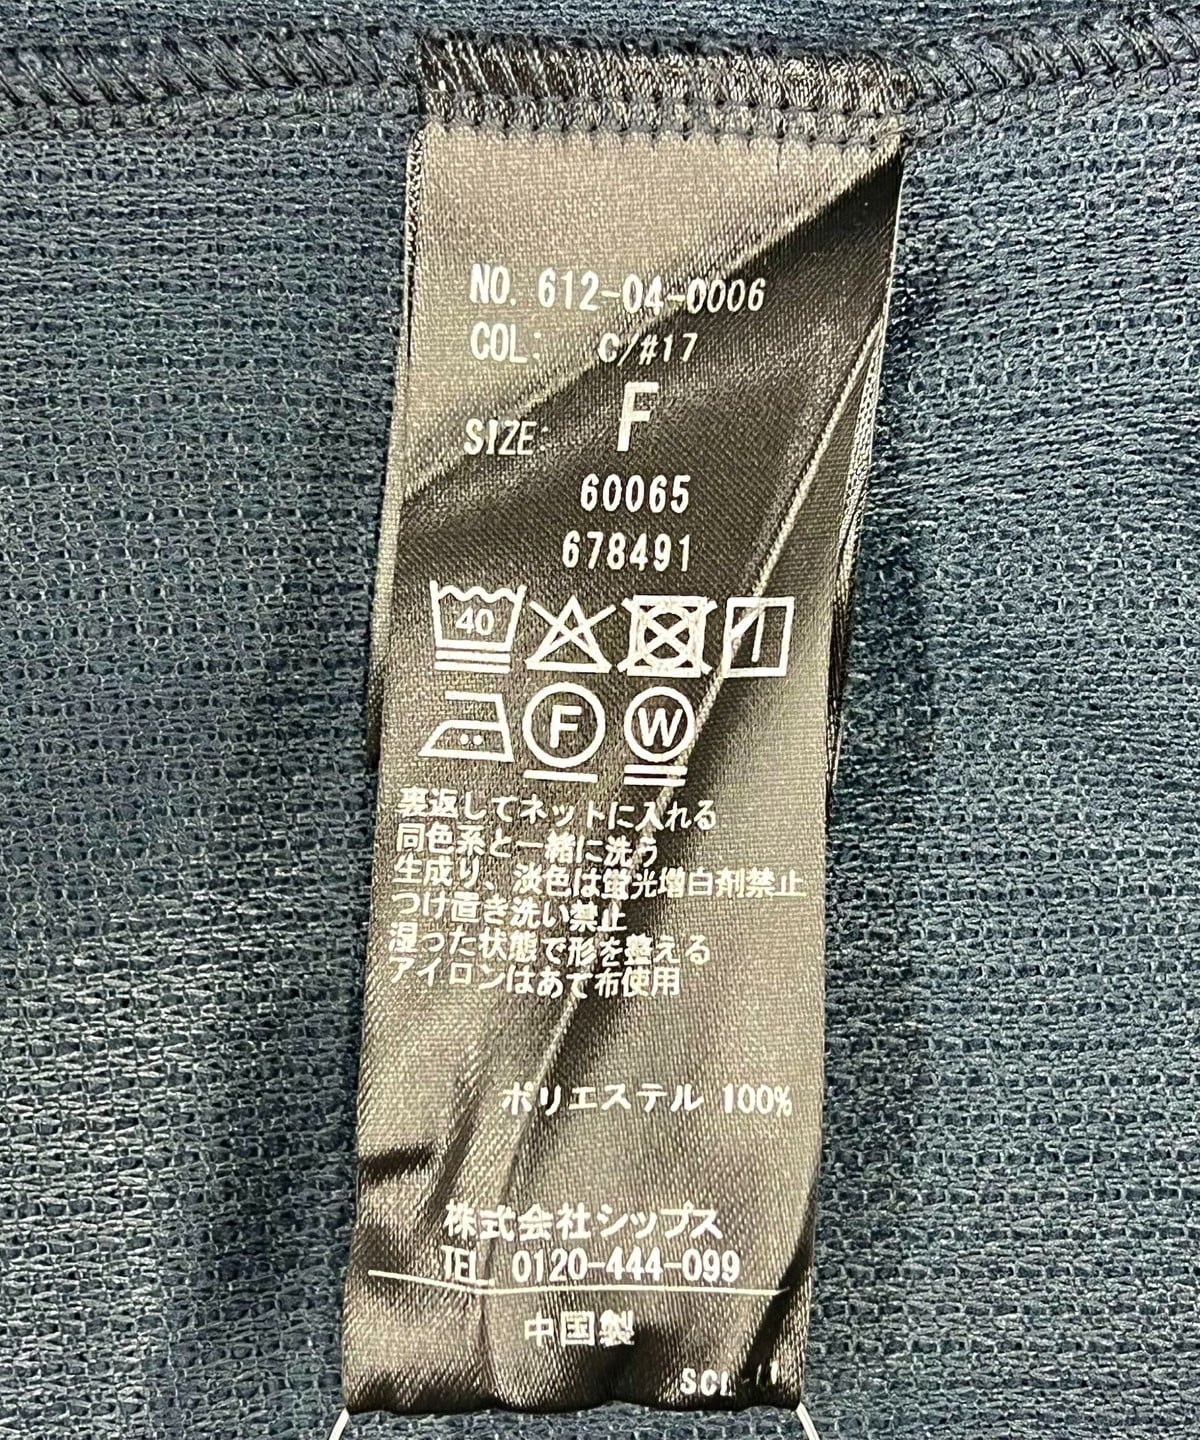 NO. 612-04-0006
COL: C/#17
SIZE: F
60065
678491
40
F W
裏返してネットに入れる
同色系と一緒に洗う
生成り、淡色は蛍光増白剤禁止
つけ置き洗い禁止
湿った状態で形を整える
アイロンはあて布使用
ポリエステル 100%
株式会社シップス
TEL 0120-444-099
中国製